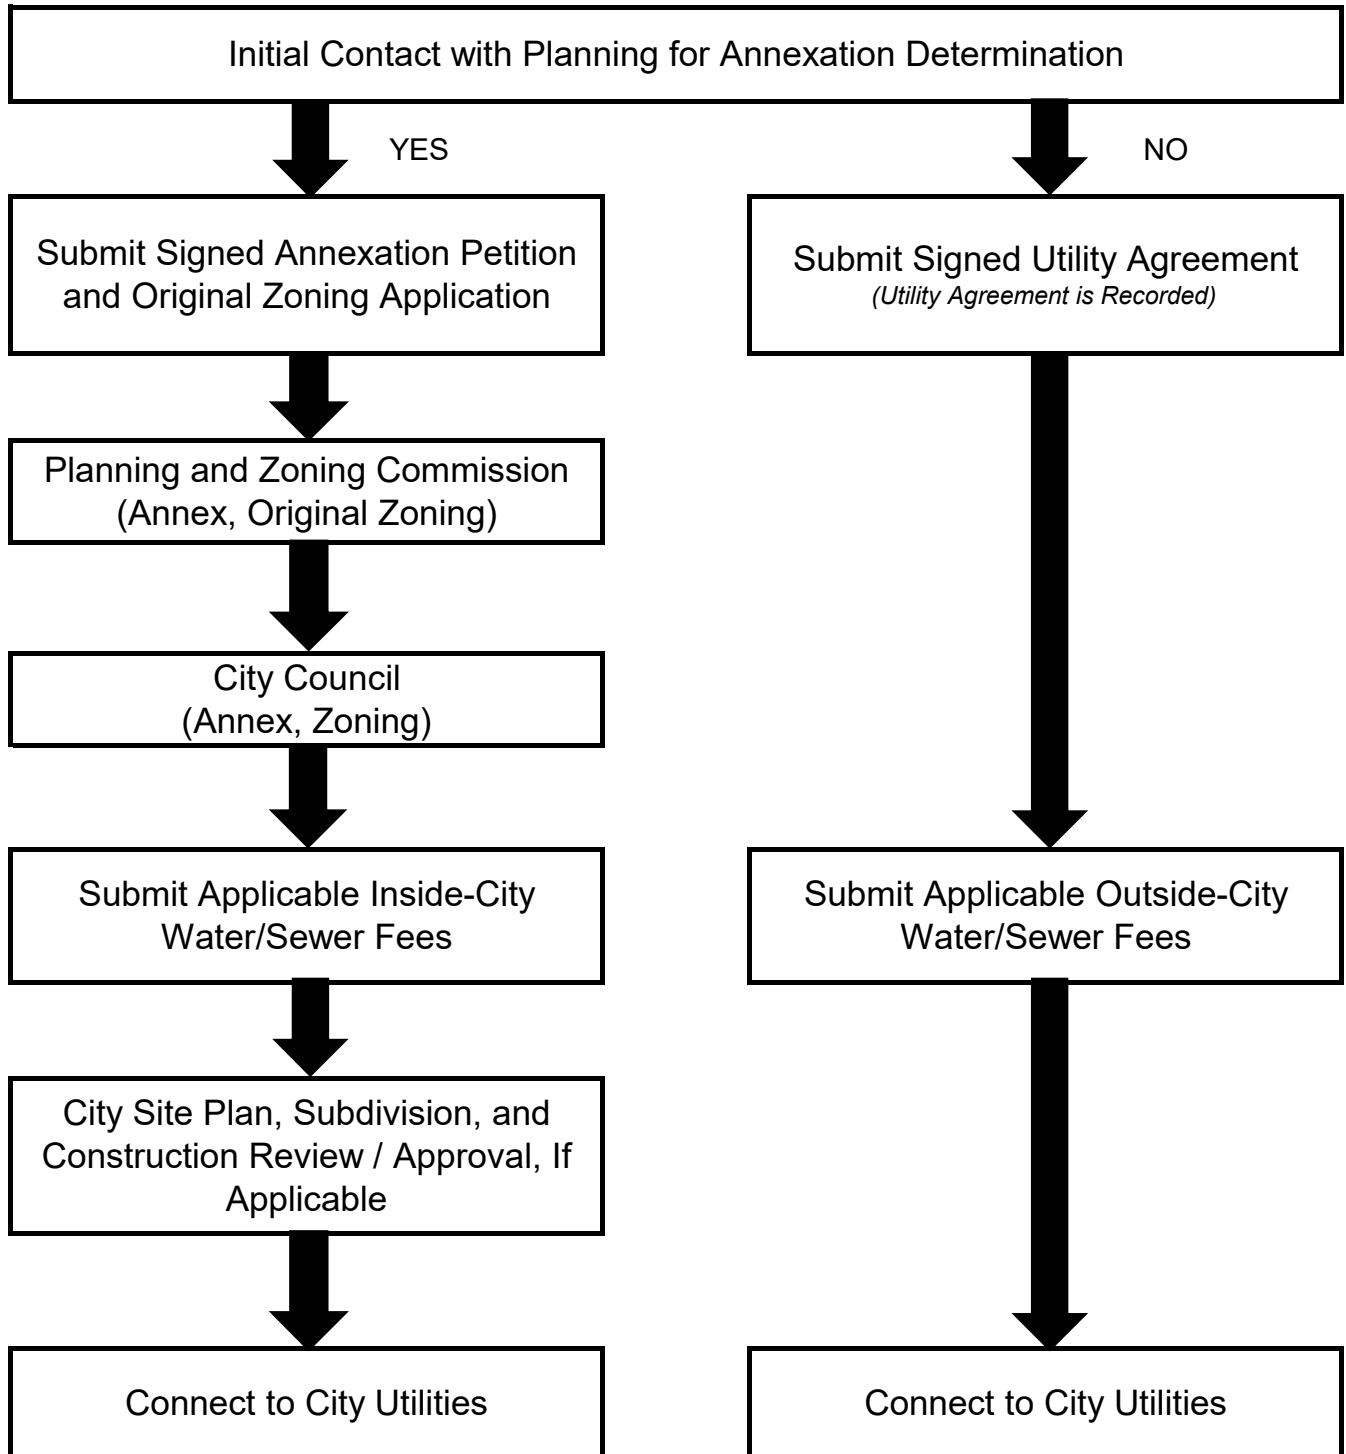 Initial Contact with Planning for Annexation Determination
YES
NO
Submit Signed Annexation Petition
and Original Zoning Application
Submit Signed Utility Agreement
(Utility Agreement is Recorded)
Planning and Zoning Commission
(Annex, Original Zoning)
City Council
(Annex, Zoning)
Submit Applicable Inside-City
Water/Sewer Fees
Submit Applicable Outside-City
Water/Sewer Fees
City Site Plan, Subdivision, and
Construction Review / Approval, If
Applicable
Connect to City Utilities
Connect to City Utilities